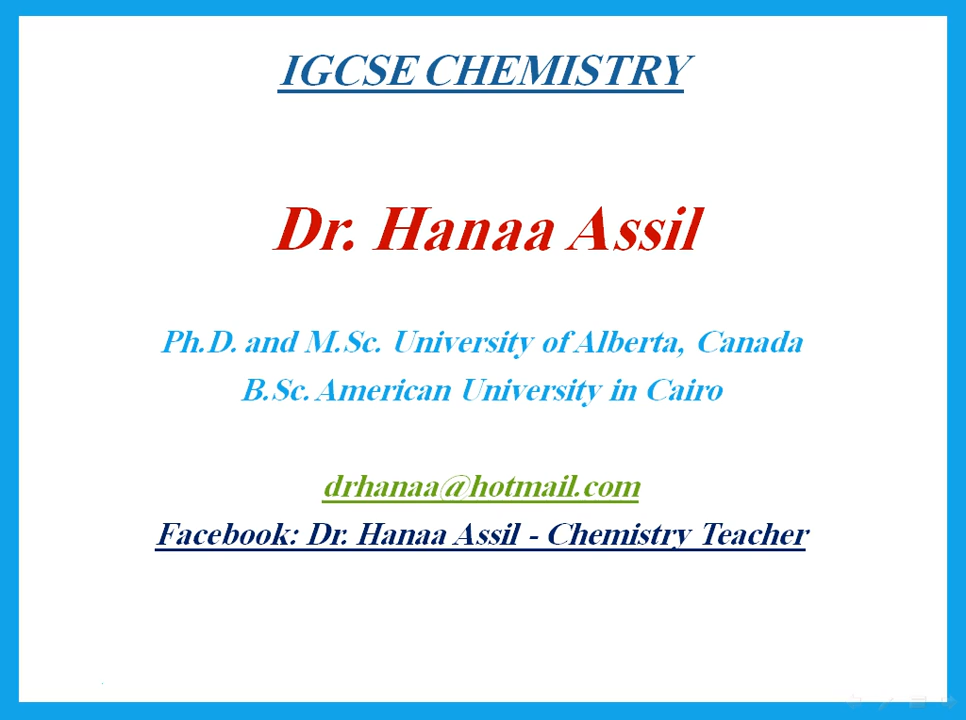 IGCSE CHEMISTRY
Dr. Hanaa Assil
Ph.D. and M.Sc. University of Alberta, Canada
B.Sc. American University in Cairo
drhanaa@hotmail.com
Facebook: Dr. Hanaa Assil - Chemistry Teacher